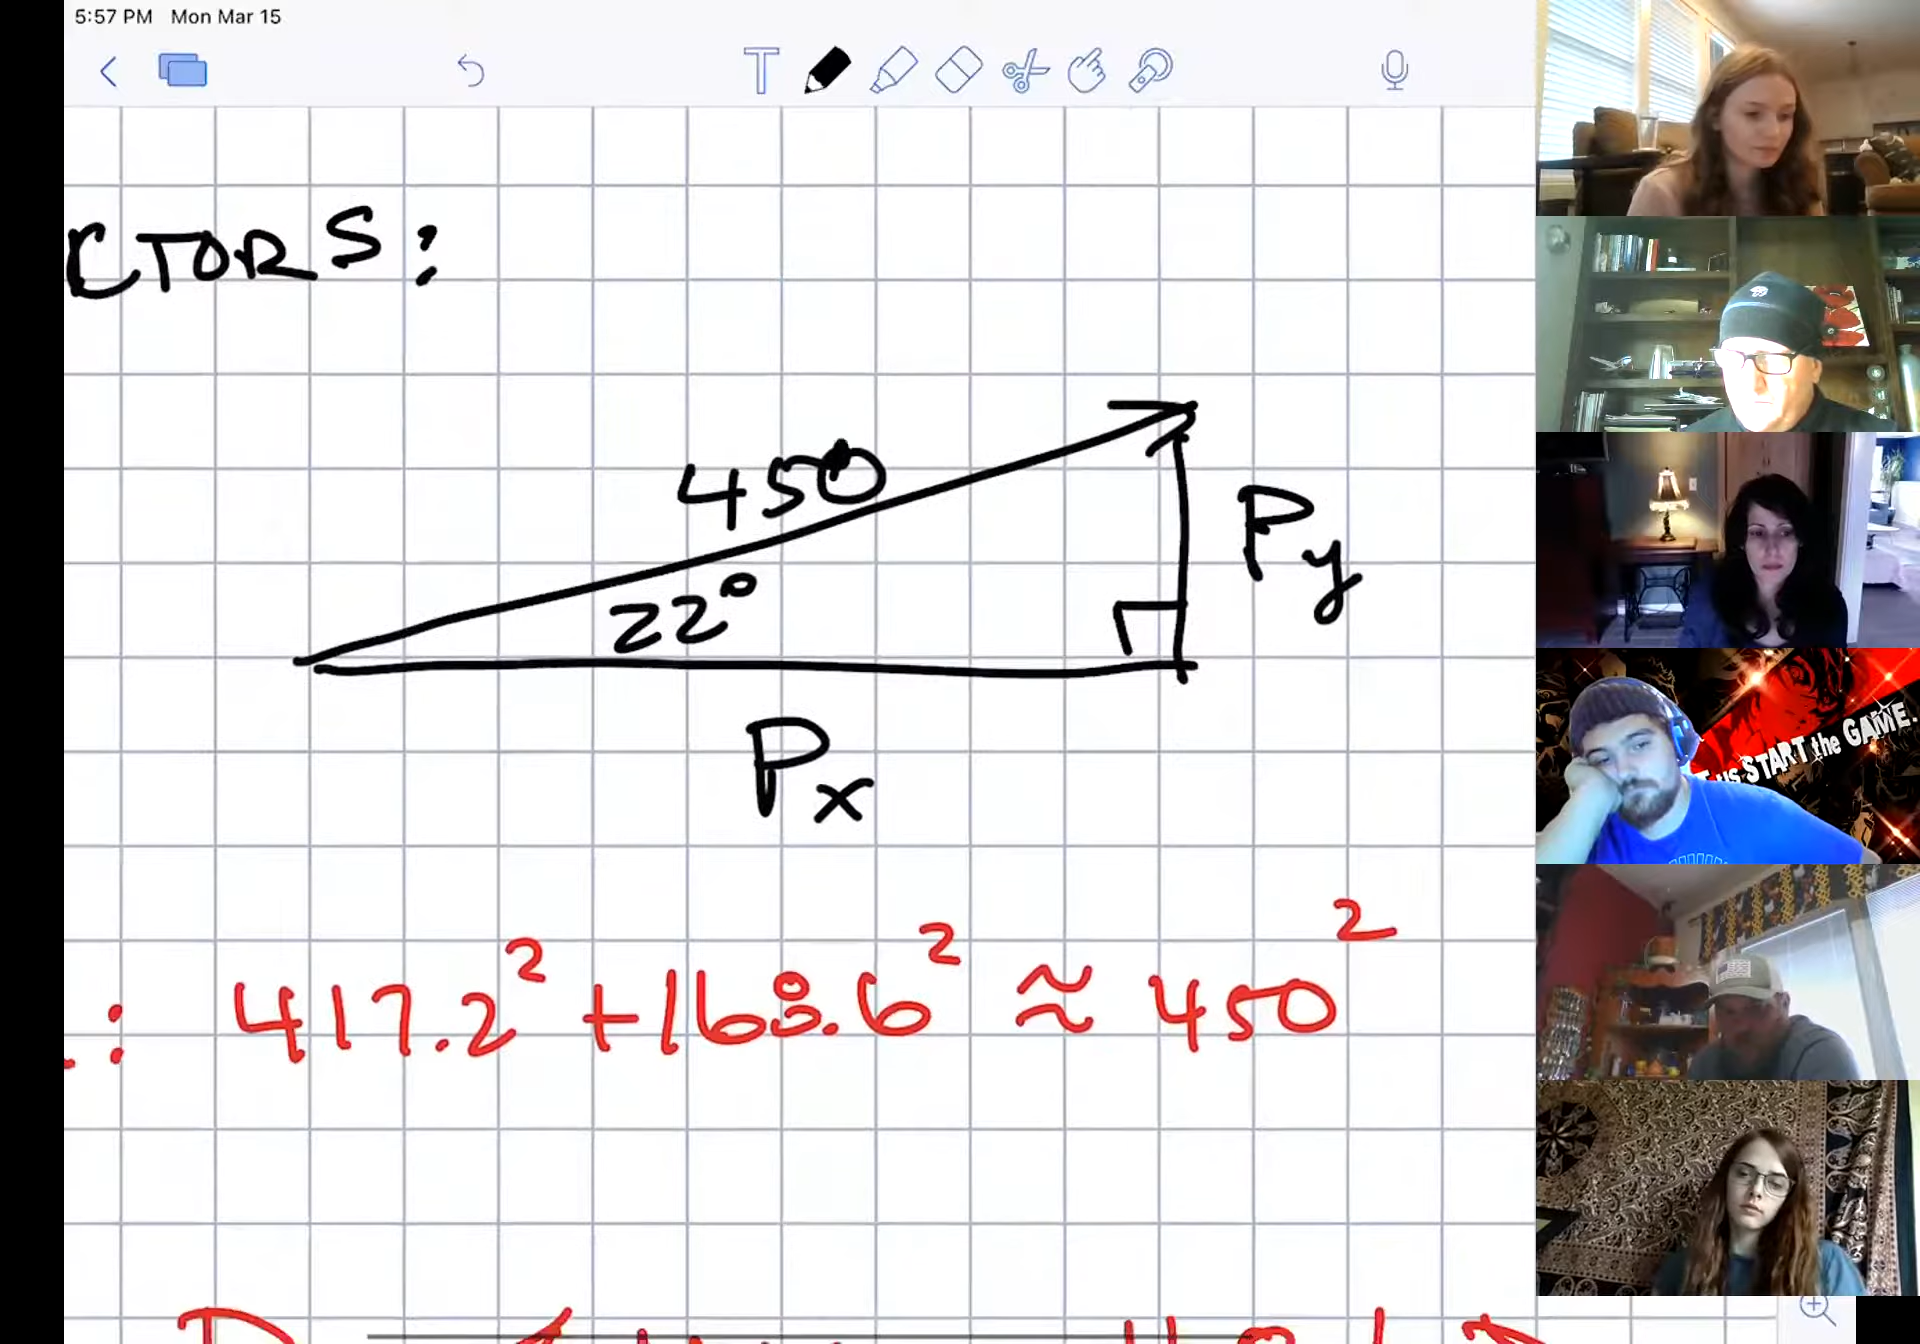 5:57 PM Mon Mar 15
T
CTORS:
450
22°
Py
Px
START the GAME.
: 417.2² + 168.6² ≈ 450²